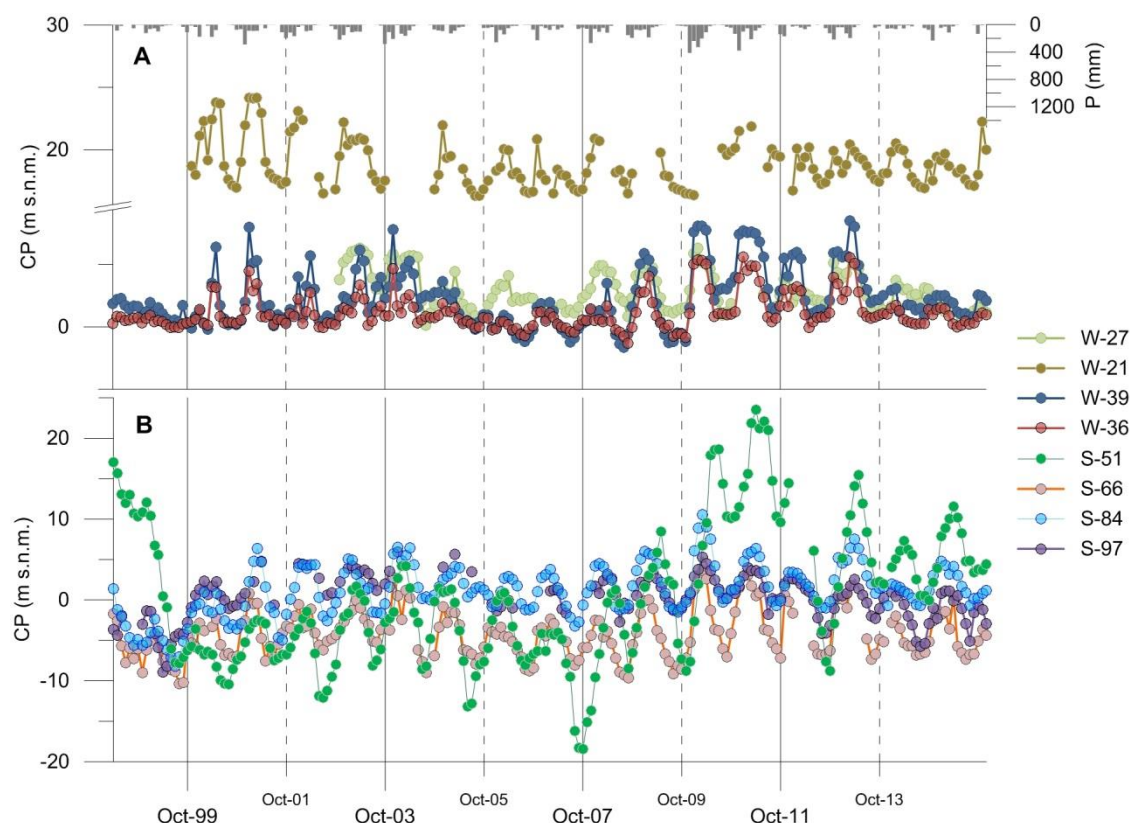 30
20
0
CP (m s.n.m.)
A
0
400
800
1200
P (mm)
W-27
W-21
W-39
W-36
S-51
S-66
S-84
S-97
B
20
10
0
-10
-20
CP (m s.n.m.)
Oct-99
Oct-01
Oct-03
Oct-05
Oct-07
Oct-09
Oct-11
Oct-13